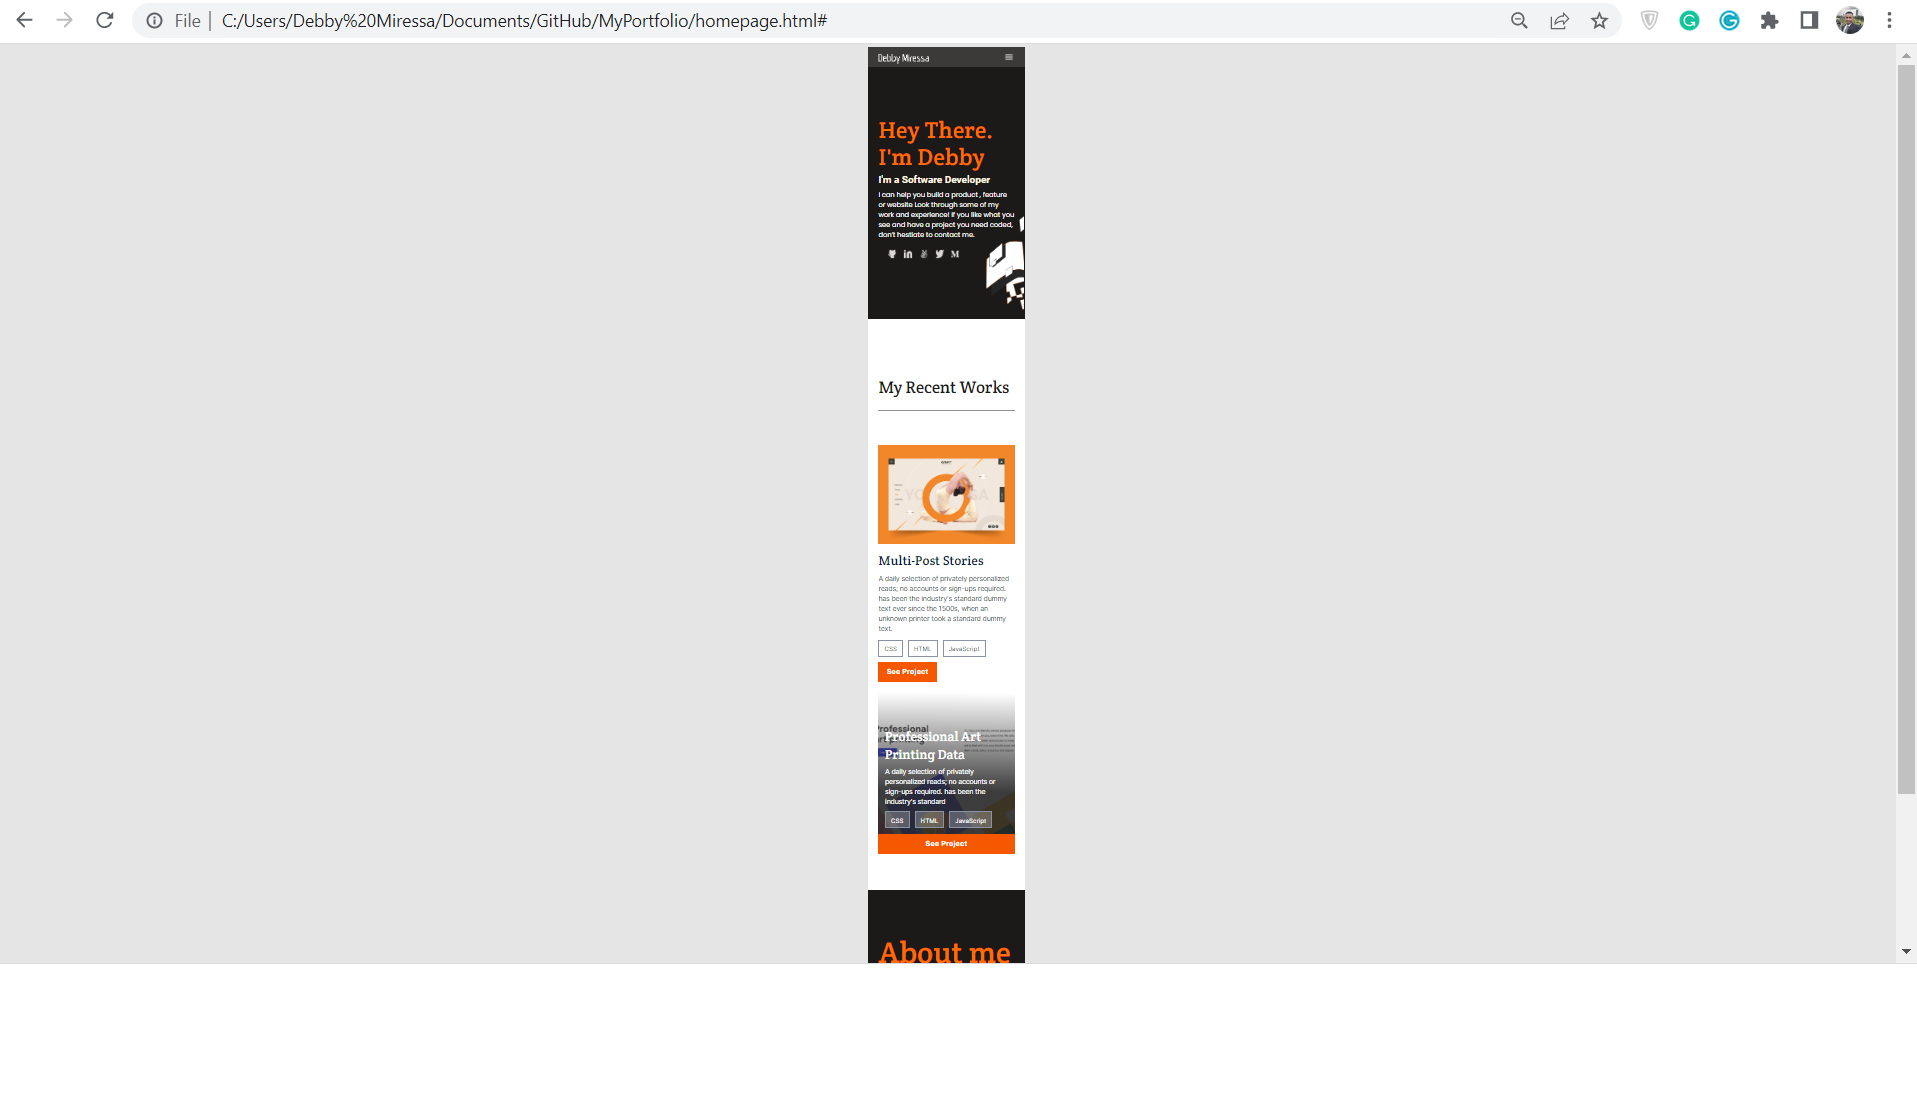 File | C:/Users/Debby%20Miressa/Documents/GitHub/MyPortfolio/homepage.html#
Debby Miressa
Hey There.
I'm Debby
I'm a Software Developer
I can help you build a product , feature
or website Look through some of my
work and experience! If you like what you
see and have a project you need coded,
don't hestiate to contact me.
My Recent Works
Multi-Post Stories
A daily selection of privately personalized
reads; no accounts or sign-ups required.
has been the industry's standard dummy
text ever since the 1500s, when an
unknown printer took a standard dummy
text.
CSS HTML JavaScript
See Project
Professional Art
Printing Data
A daily selection of privately
personalized reads; no accounts or
sign-ups required. has been the
industry's standard
CSS HTML JavaScript
See Project
About me